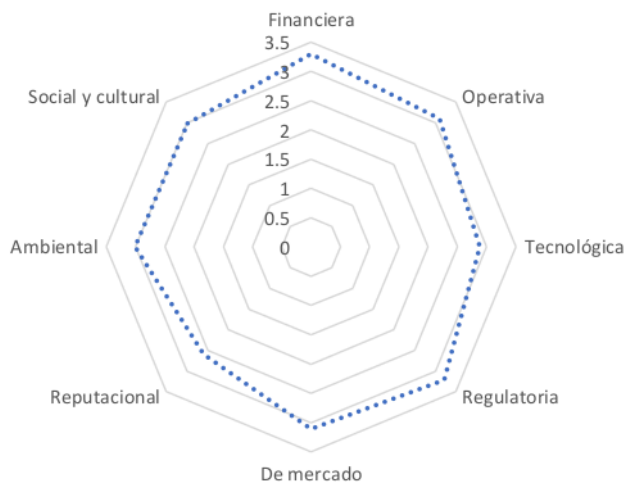 Financiera
3.5
3
2.5
2
1.5
1
0.5
0
Operativa
Tecnológica
Regulatoria
De mercado
Reputacional
Ambiental
Social y cultural